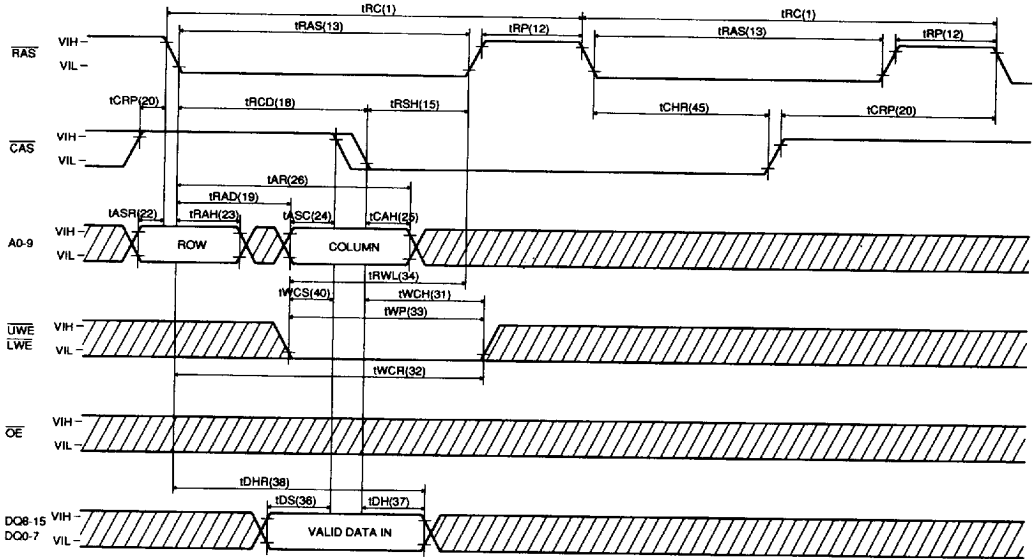 tRC(1) tRC(1)
tRAS(13) tRP(12) tRAS(13) tRP(12)
RAS VIH
VIL
tCRP(20) tRCD(18) tRSH(15) tCHR(45) tCRP(20)
CAS VIH
VIL
tAR(26)
tRAD(19)
tASR(22) tRAH(23) tASC(24) tCAH(25)
A0-9 VIH
VIL
ROW COLUMN
tRWL(34)
tWCS(40) tWCH(31)
tWP(33)
UWE VIH
LWE VIL
tWCR(32)
OE VIH
VIL
tDHR(38)
tDS(36) tDH(37)
DQ8-15 VIH
DQ0-7 VIL
VALID DATA IN